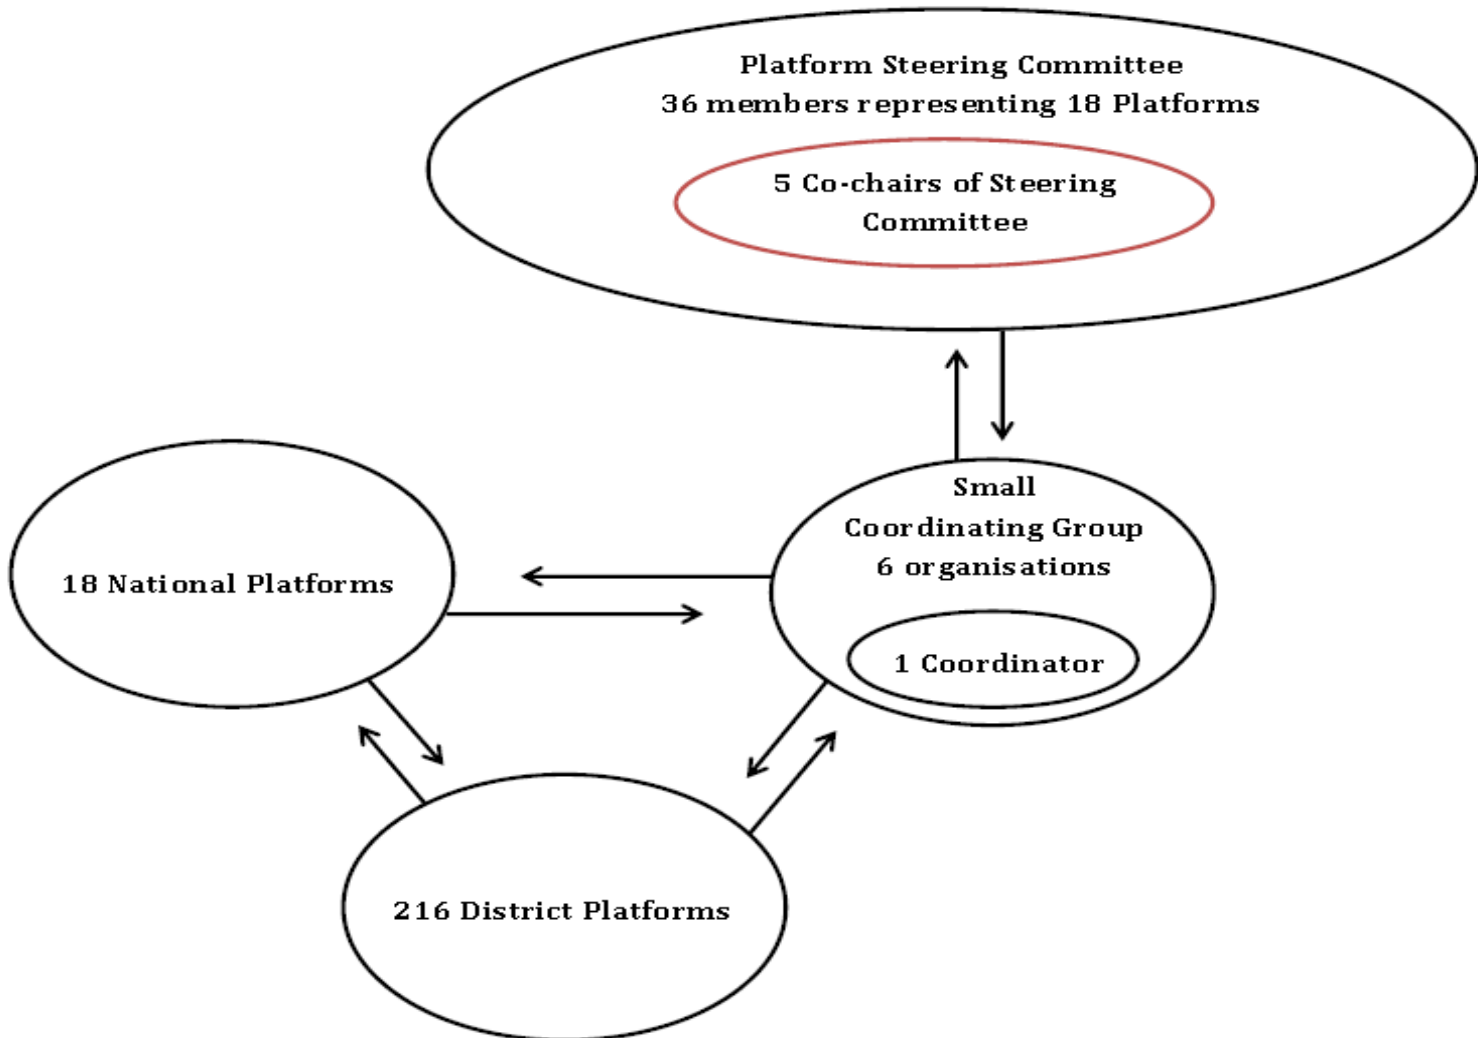 Platform Steering Committee
36 members representing 18 Platforms
5 Co-chairs of Steering
Committee
Small
Coordinating Group
6 organisations
1 Coordinator
18 National Platforms
216 District Platforms